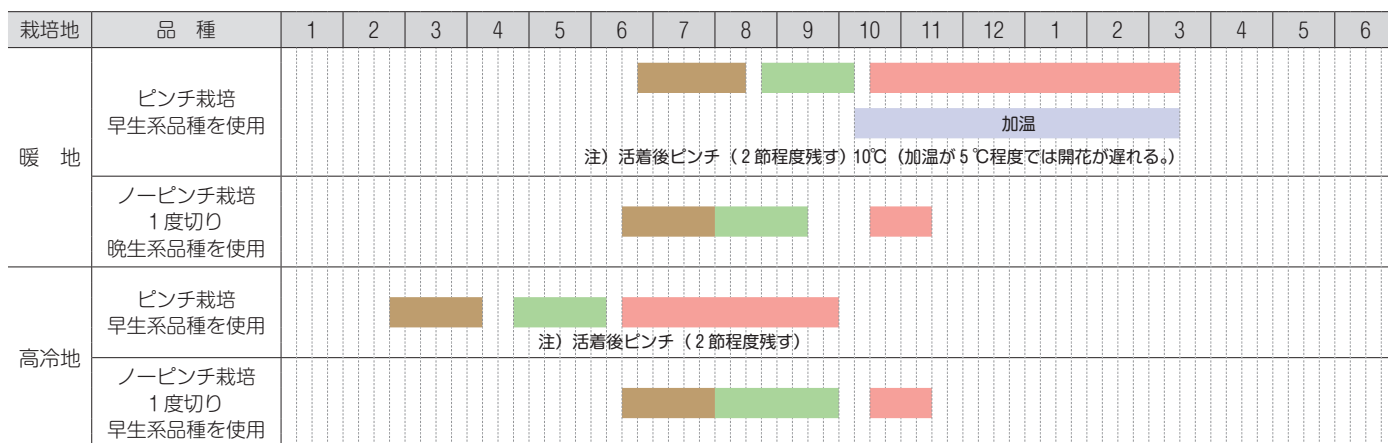 栽培地 品 種 1 2 3 4 5 6 7 8 9 10 11 12 1 2 3 4 5 6
暖 地
ピンチ栽培
早生系品種を使用
加温
注）活着後ピンチ（2節程度残す）10℃（加温が5℃程度では開花が遅れる。）
ノーピンチ栽培
1度切り
晩生系品種を使用
高冷地
ピンチ栽培
早生系品種を使用
注）活着後ピンチ（2節程度残す）
ノーピンチ栽培
1度切り
早生系品種を使用